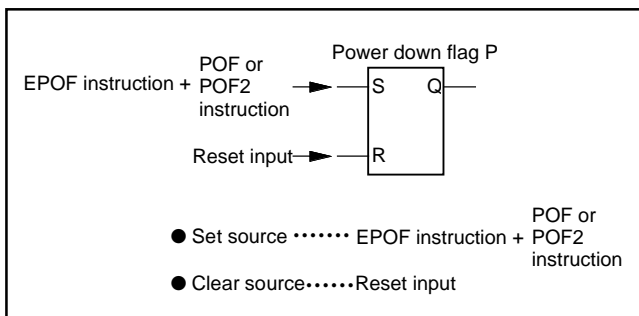 Power down flag P
EPOF instruction + POF or
POF2
instruction
S Q
Reset input R
● Set source ······· EPOF instruction + POF or
POF2
instruction
● Clear source······Reset input